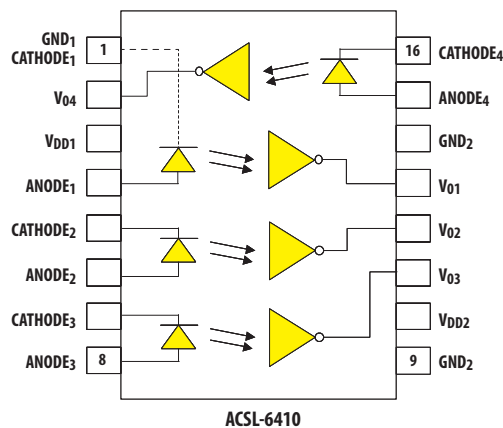 GND1
CATHODE1
1
V04
VDD1
ANODE1
CATHODE2
ANODE2
CATHODE3
ANODE3
8
16
CATHODE4
ANODE4
GND2
V01
V02
V03
VDD2
9
GND2
ACSL-6410